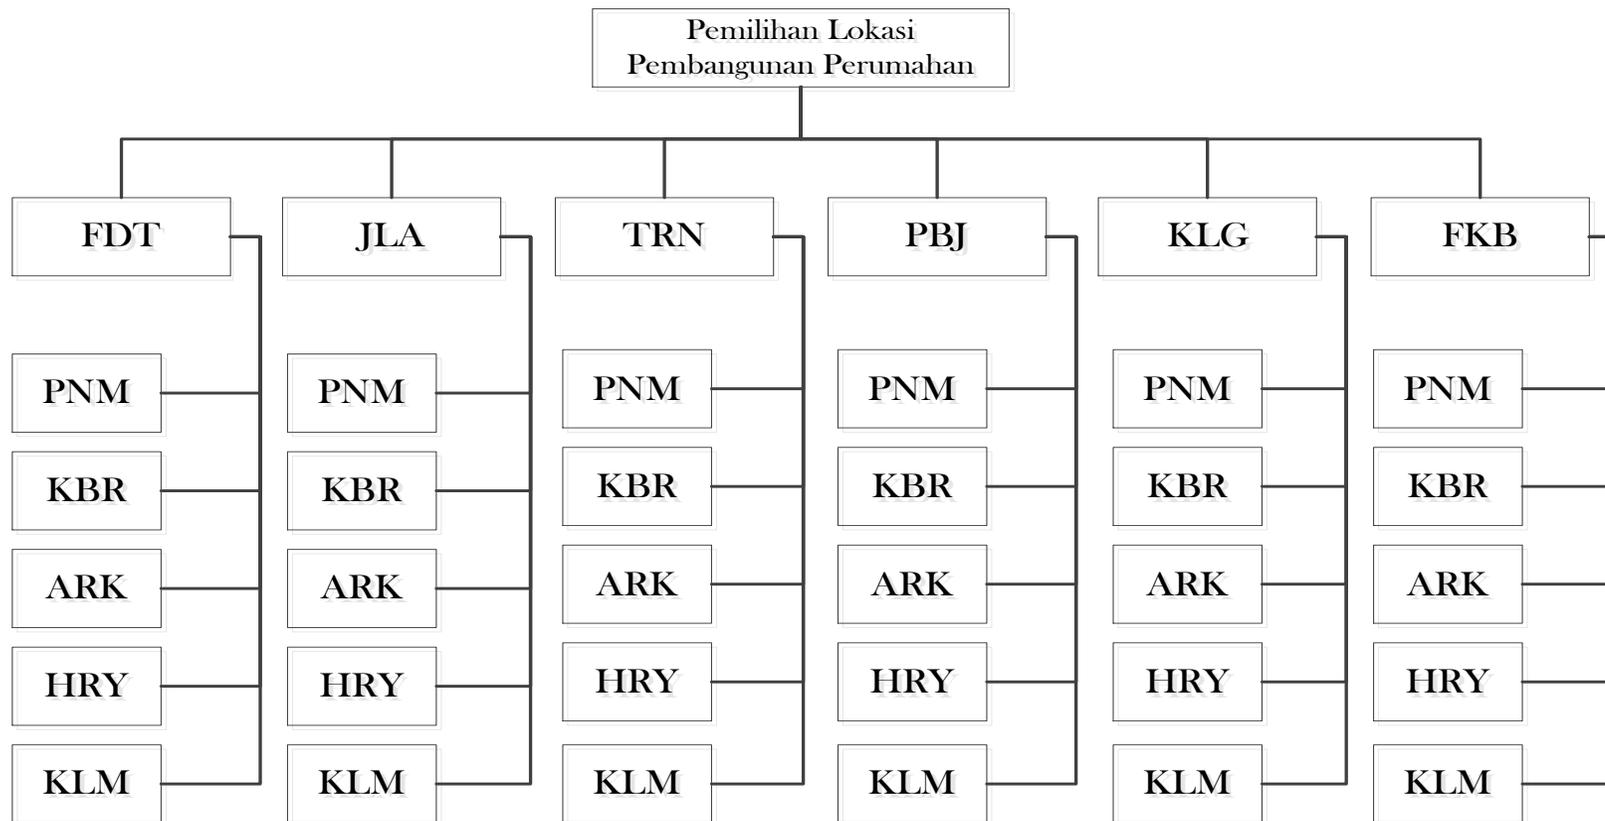 Pemilihan Lokasi
Pembangunan Perumahan
FDT
JLA
TRN
PBJ
KLG
FKB
PNM
PNM
PNM
PNM
PNM
PNM
KBR
KBR
KBR
KBR
KBR
KBR
ARK
ARK
ARK
ARK
ARK
ARK
HRY
HRY
HRY
HRY
HRY
HRY
KLM
KLM
KLM
KLM
KLM
KLM